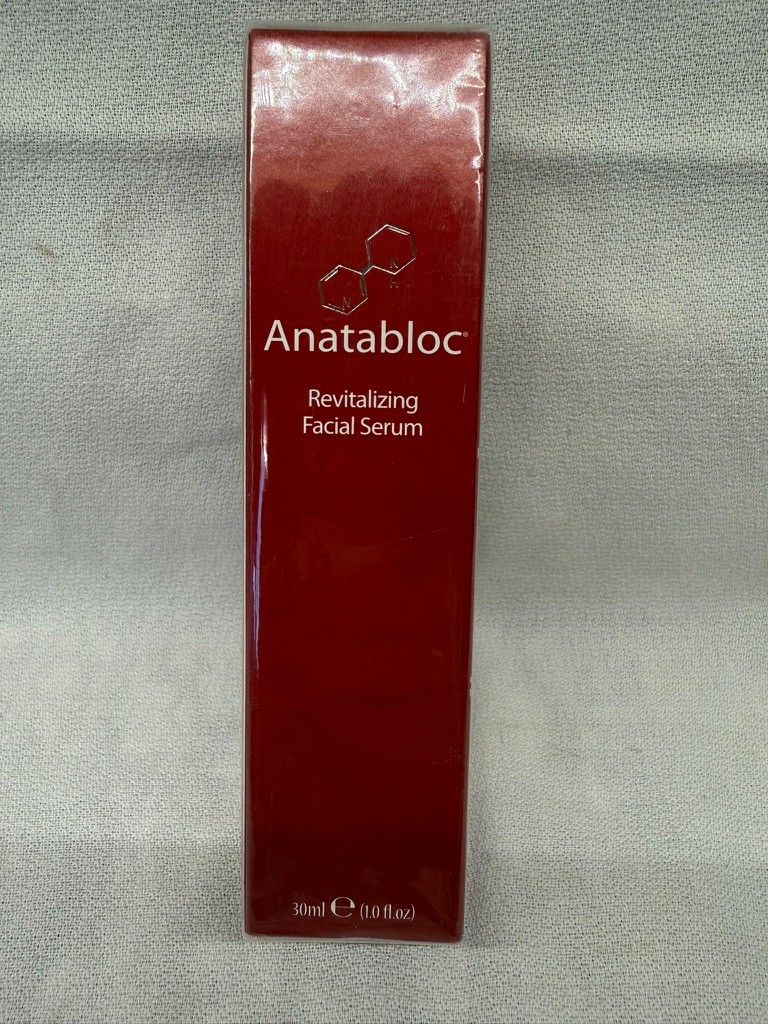 N
H
N
Anatabloc®
Revitalizing
Facial Serum
30ml ℮ (1.0 fl.oz)